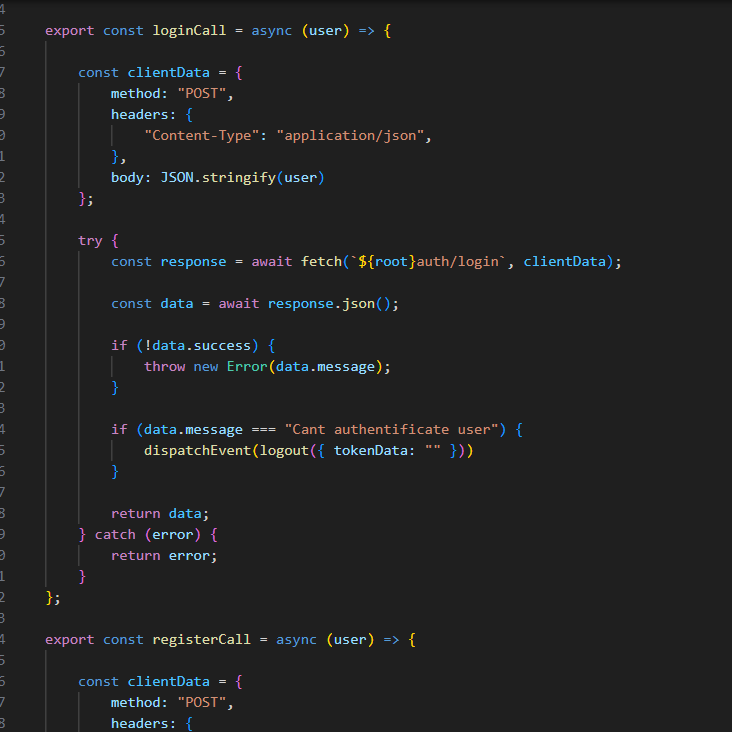 4
5 export const loginCall = async (user) => {
6
7 const clientData = {
8 method: "POST",
9 headers: {
0 "Content-Type": "application/json",
1 },
2 body: JSON.stringify(user)
3 };
4
5 try {
6 const response = await fetch(`${root}auth/login`, clientData);
7
8 const data = await response.json();
9
0 if (!data.success) {
1 throw new Error(data.message);
2 }
3
4 if (data.message === "Cant authentificate user") {
5 dispatchEvent(logout({ tokenData: "" }))
6 }
7
8 return data;
9 } catch (error) {
0 return error;
1 }
2 };
3
4 export const registerCall = async (user) => {
5
6 const clientData = {
7 method: "POST",
8 headers: {